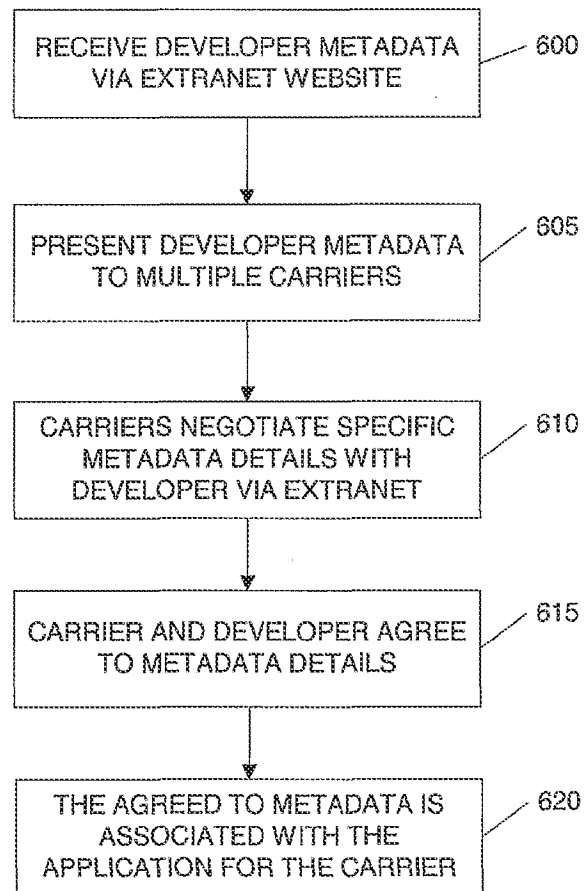 RECEIVE DEVELOPER METADATA
VIA EXTRANET WEBSITE
600
PRESENT DEVELOPER METADATA
TO MULTIPLE CARRIERS
605
CARRIERS NEGOTIATE SPECIFIC
METADATA DETAILS WITH
DEVELOPER VIA EXTRANET
610
CARRIER AND DEVELOPER AGREE
TO METADATA DETAILS
615
THE AGREED TO METADATA IS
ASSOCIATED WITH THE
APPLICATION FOR THE CARRIER
620